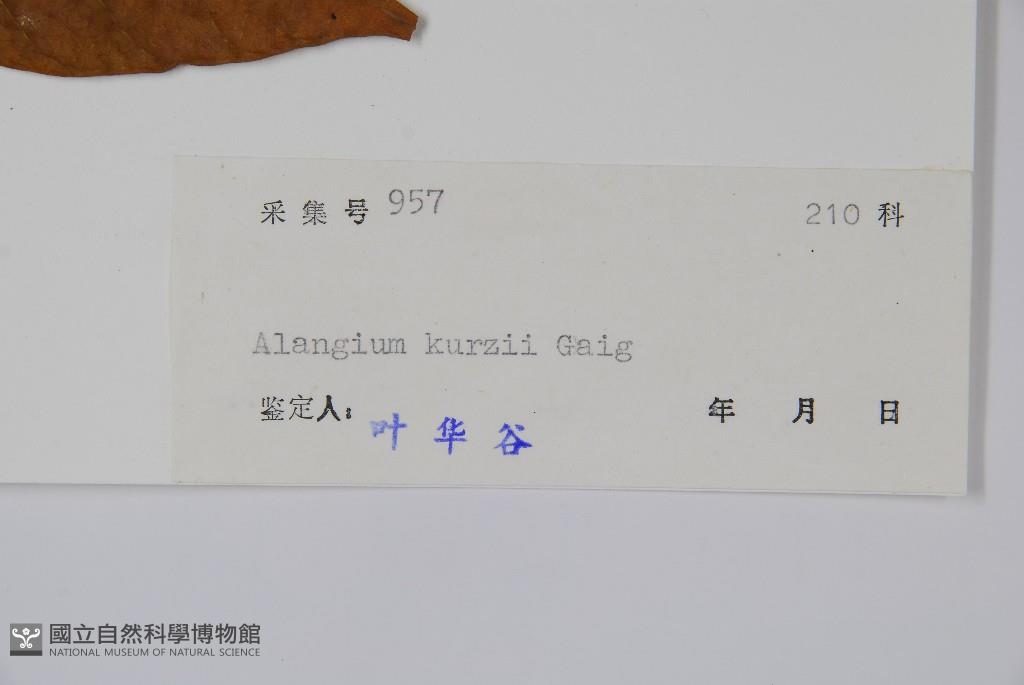 采集号 957 210 科
Alangium kurzii Gaig
鉴定人: 叶华谷 年 月 日
國立自然科學博物館
NATIONAL MUSEUM OF NATURAL SCIENCE